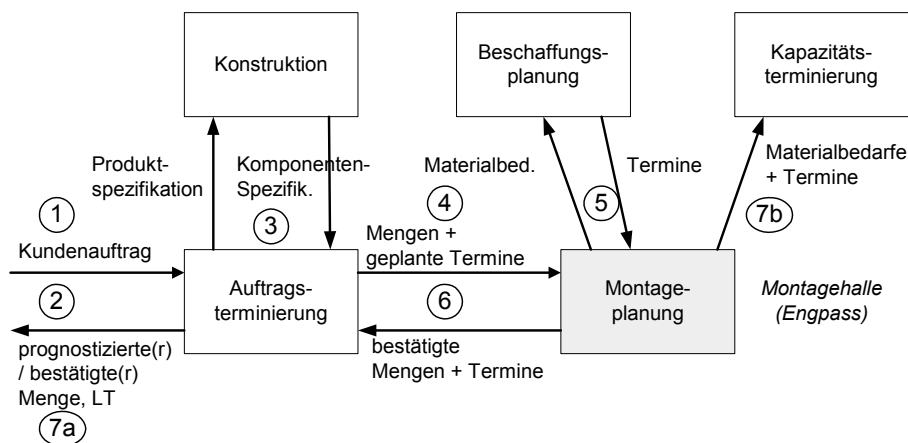 Konstruktion
Beschaffungs-
planung
Kapazitäts-
terminierung
Produkt-
spezifikation
Komponenten-
Spezifik.
Materialbed.
Termine
Materialbedarfe
+ Termine
1
3
4
5
7b
Kundenauftrag
Mengen +
geplante Termine
2
Auftrags-
terminierung
6
Montage-
planung
Montagehalle
(Engpass)
prognostizierte(r)
/ bestätigte(r)
Menge, LT
bestätigte
Mengen + Termine
7a